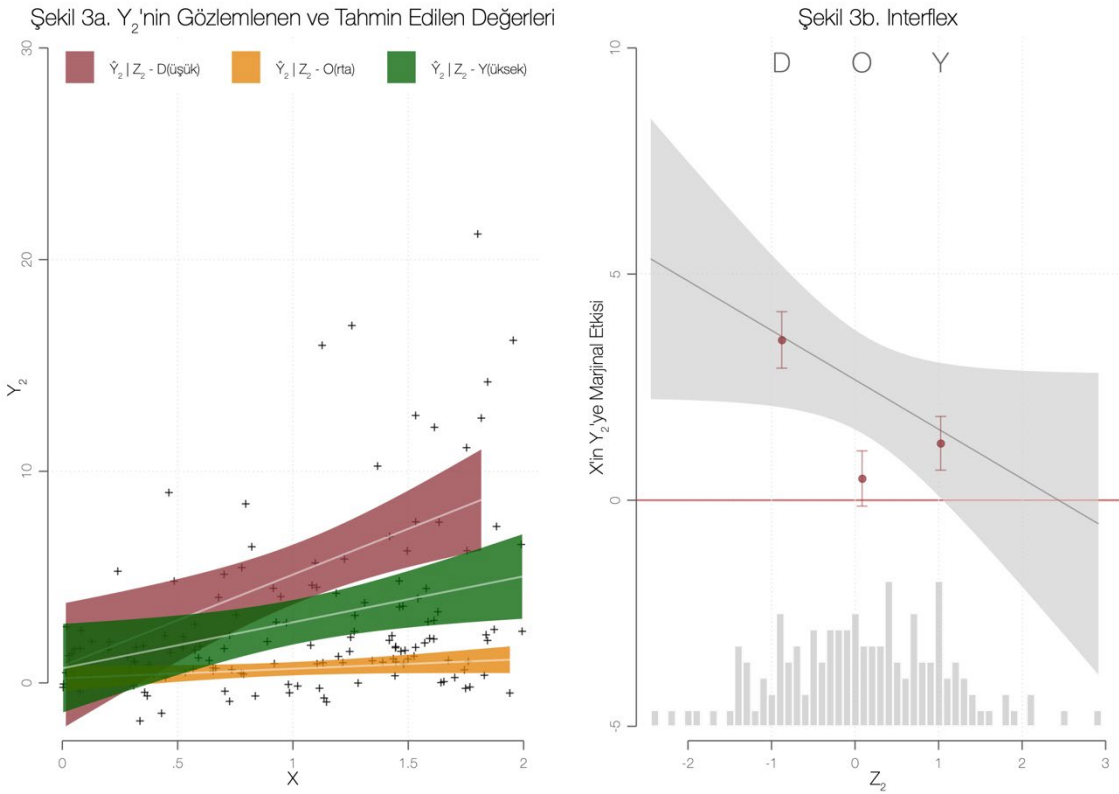 Şekil 3a. Y₂'nin Gözlemlenen ve Tahmin Edilen Değerleri
30
Ŷ₂ | Z₂ - D(üşük)
Ŷ₂ | Z₂ - O(rta)
Ŷ₂ | Z₂ - Y(üksek)
20
Y₂
10
0
0
.5
1
1.5
2
X
Şekil 3b. Interflex
10
D
O
Y
5
X'in Y₂'ye Marjinal Etkisi
0
-5
-2
-1
0
1
2
3
Z₂